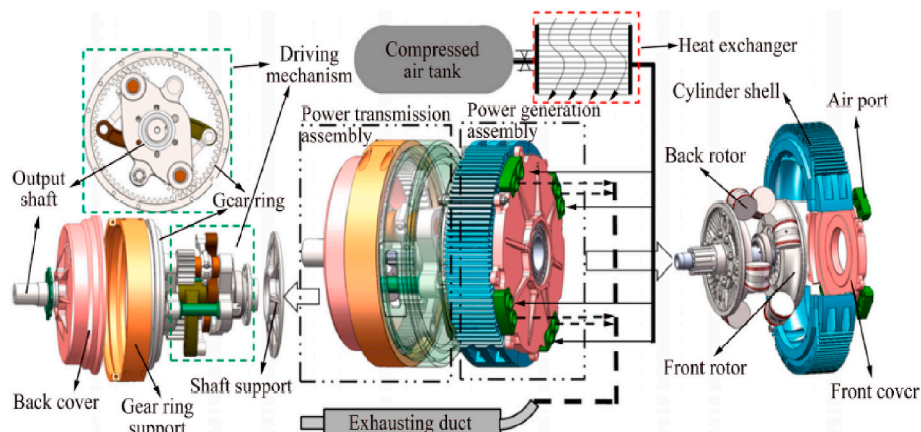 Compressed
air tank
Heat exchanger
Driving
mechanism
Power transmission
assembly
Power generation
assembly
Cylinder shell
Air port
Back rotor
Output
shaft
Gear ring
Shaft support
Back cover
Gear ring
support
Front rotor
Front cover
Exhausting duct